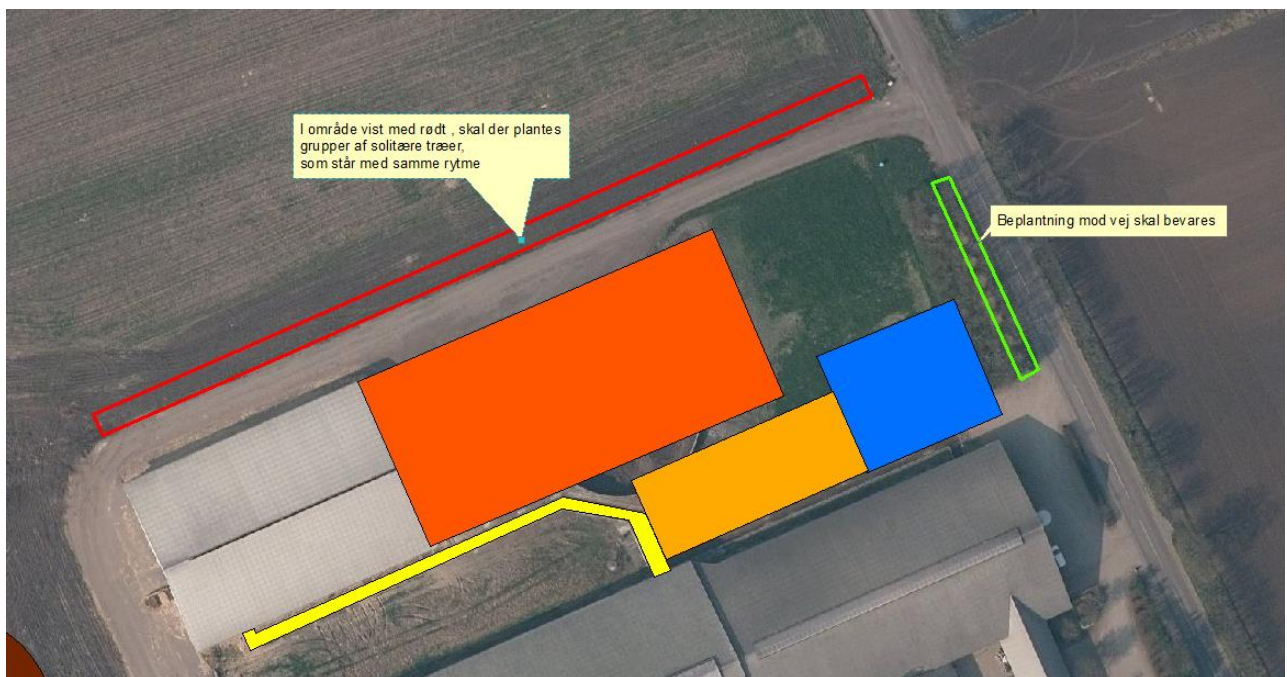 I område vist med rødt , skal der plantes
grupper af solitære træer,
som står med samme rytme
Beplantning mod vej skal bevares